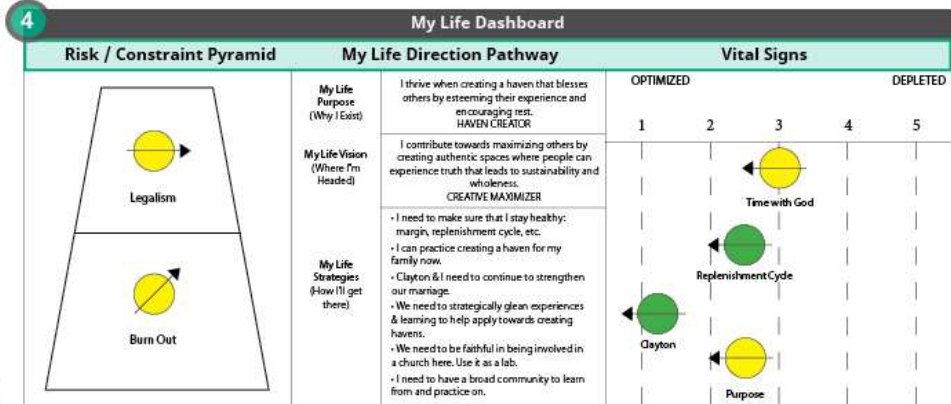 4
My Life Dashboard
Risk / Constraint Pyramid
My Life Direction Pathway
Vital Signs
Legalism
Burn Out
My Life
Purpose
(Why I Exist)
I thrive when creating a haven that blesses
others by esteeming their experience and
encouraging rest.
HAVEN CREATOR
My Life Vision
(Where I'm
Headed)
I contribute towards maximizing others by
creating authentic spaces where people can
experience truth that leads to sustainability and
wholeness.
CREATIVE MAXIMIZER
My Life
Strategies
(How I'll get
there)
• I need to make sure that I stay healthy:
margin, replenishment cycle, etc.
• I can practice creating a haven for my
family now.
• Clayton & I need to continue to strengthen
our marriage.
• We need to strategically glean experiences
& learning to help apply towards creating
havens.
• We need to be faithful in being involved in
a church here. Use it as a lab.
• I need to have a broad community to learn
from and practice on.
OPTIMIZED
DEPLETED
1 2 3 4 5
Time with God
Replenishment Cycle
Clayton
Purpose